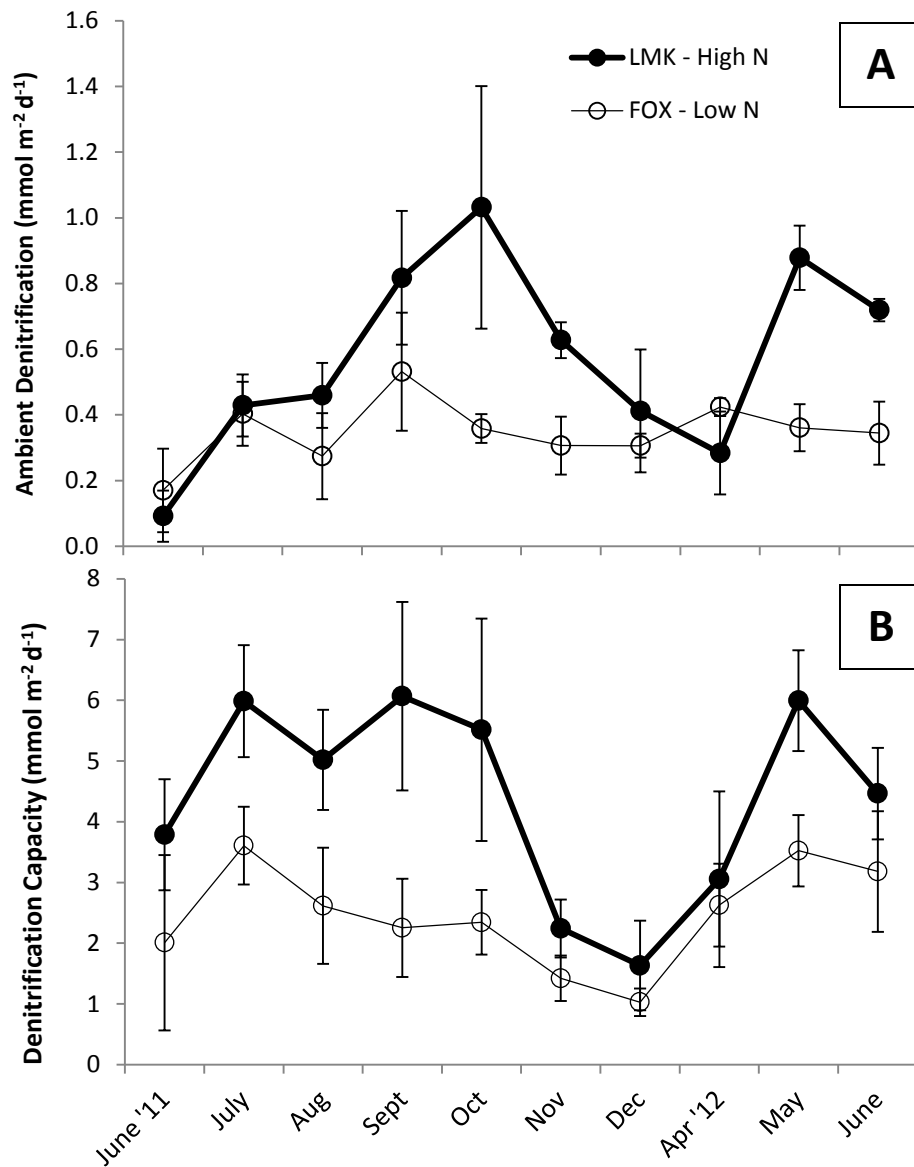 A
LMK - High N
FOX - Low N
Ambient Denitrification (mmol m⁻² d⁻¹)
1.6
1.4
1.2
1.0
0.8
0.6
0.4
0.2
0.0
B
Denitrification Capacity (mmol m⁻² d⁻¹)
8
7
6
5
4
3
2
1
0
June '11
July
Aug
Sept
Oct
Nov
Dec
Apr '12
May
June